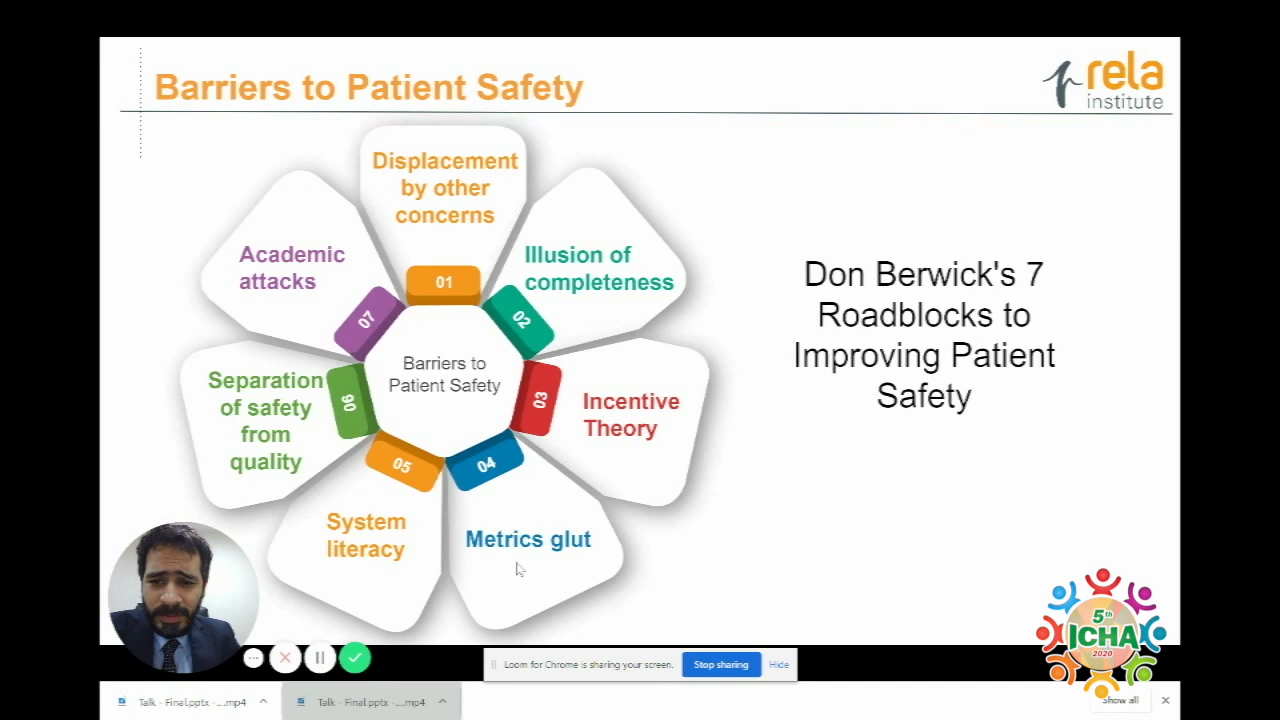 Barriers to Patient Safety
rela
institute
Displacement
by other
concerns
01
Illusion of
completeness
02
Incentive
Theory
03
Metrics glut
04
System
literacy
05
Separation
of safety
from
quality
06
Academic
attacks
07
Barriers to
Patient Safety
Don Berwick's 7
Roadblocks to
Improving Patient
Safety
5th
ICHA
2020
Loom for Chrome is sharing your screen.
Stop sharing
Hide
Talk - Final.pptx -....mp4
Talk - Final.pptx -....mp4
Show all